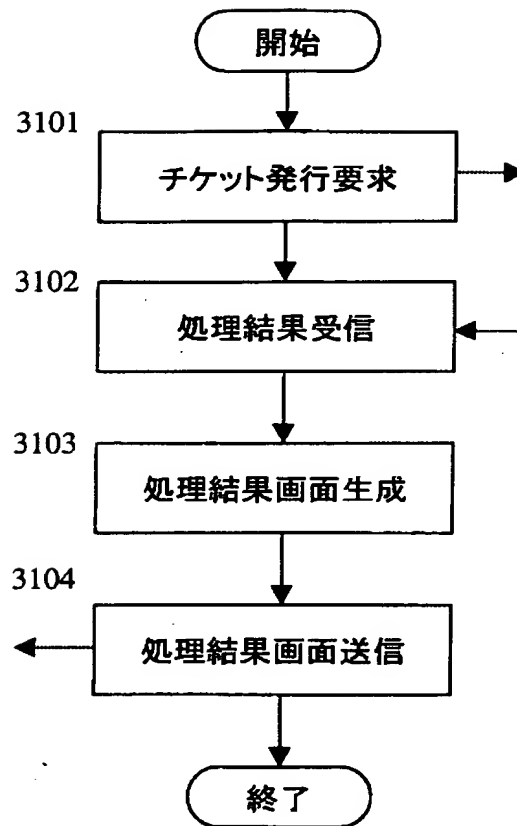 開始
3101
チケット発行要求
3102
処理結果受信
3103
処理結果画面生成
3104
処理結果画面送信
終了